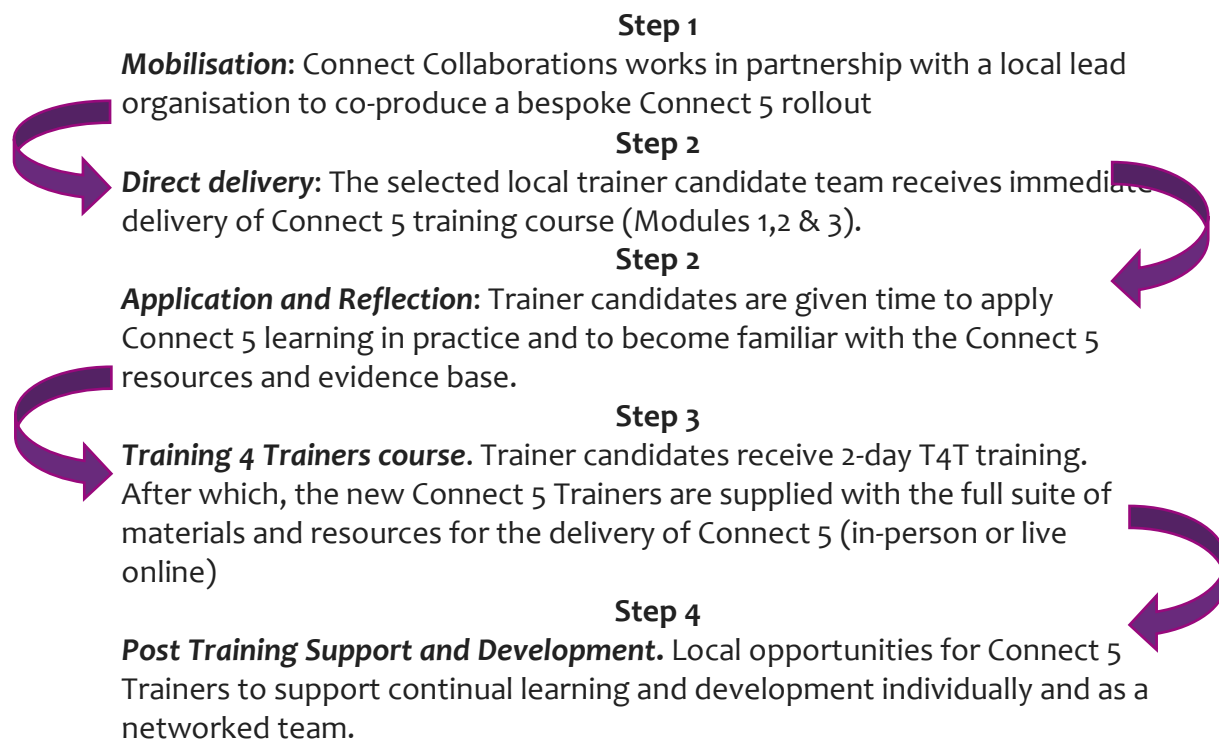 Step 1
Mobilisation: Connect Collaborations works in partnership with a local lead
organisation to co-produce a bespoke Connect 5 rollout
Step 2
Direct delivery: The selected local trainer candidate team receives immediate
delivery of Connect 5 training course (Modules 1,2 & 3).
Step 2
Application and Reflection: Trainer candidates are given time to apply
Connect 5 learning in practice and to become familiar with the Connect 5
resources and evidence base.
Step 3
Training 4 Trainers course. Trainer candidates receive 2-day T4T training.
After which, the new Connect 5 Trainers are supplied with the full suite of
materials and resources for the delivery of Connect 5 (in-person or live
online)
Step 4
Post Training Support and Development. Local opportunities for Connect 5
Trainers to support continual learning and development individually and as a
networked team.